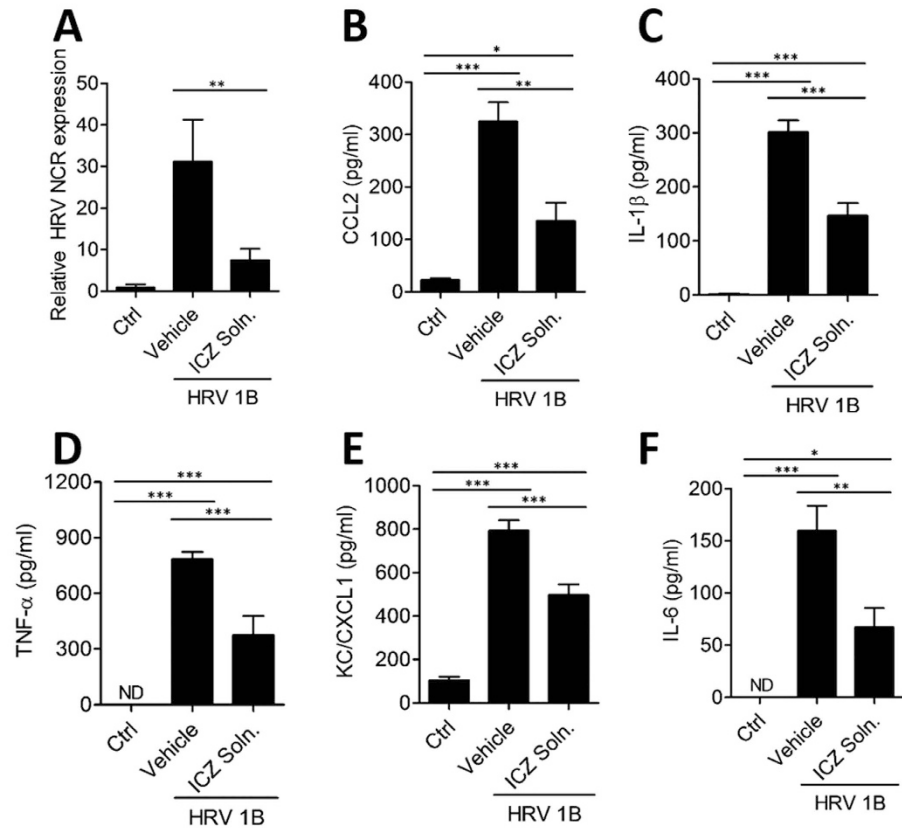 A
Relative HRV NCR expression
50
40
30
20
10
0
**
Ctrl
Vehicle
ICZ Soln.
HRV 1B
B
CCL2 (pg/ml)
400
300
200
100
0
*
***
**
Ctrl
Vehicle
ICZ Soln.
HRV 1B
C
IL-1β (pg/ml)
400
300
200
100
0
***
***
***
Ctrl
Vehicle
ICZ Soln.
HRV 1B
D
TNF-α (pg/ml)
1200
900
600
300
0
***
***
***
ND
Ctrl
Vehicle
ICZ Soln.
HRV 1B
E
KC/CXCL1 (pg/ml)
1000
800
600
400
200
0
***
***
***
Ctrl
Vehicle
ICZ Soln.
HRV 1B
F
IL-6 (pg/ml)
200
150
100
50
0
*
***
**
ND
Ctrl
Vehicle
ICZ Soln.
HRV 1B